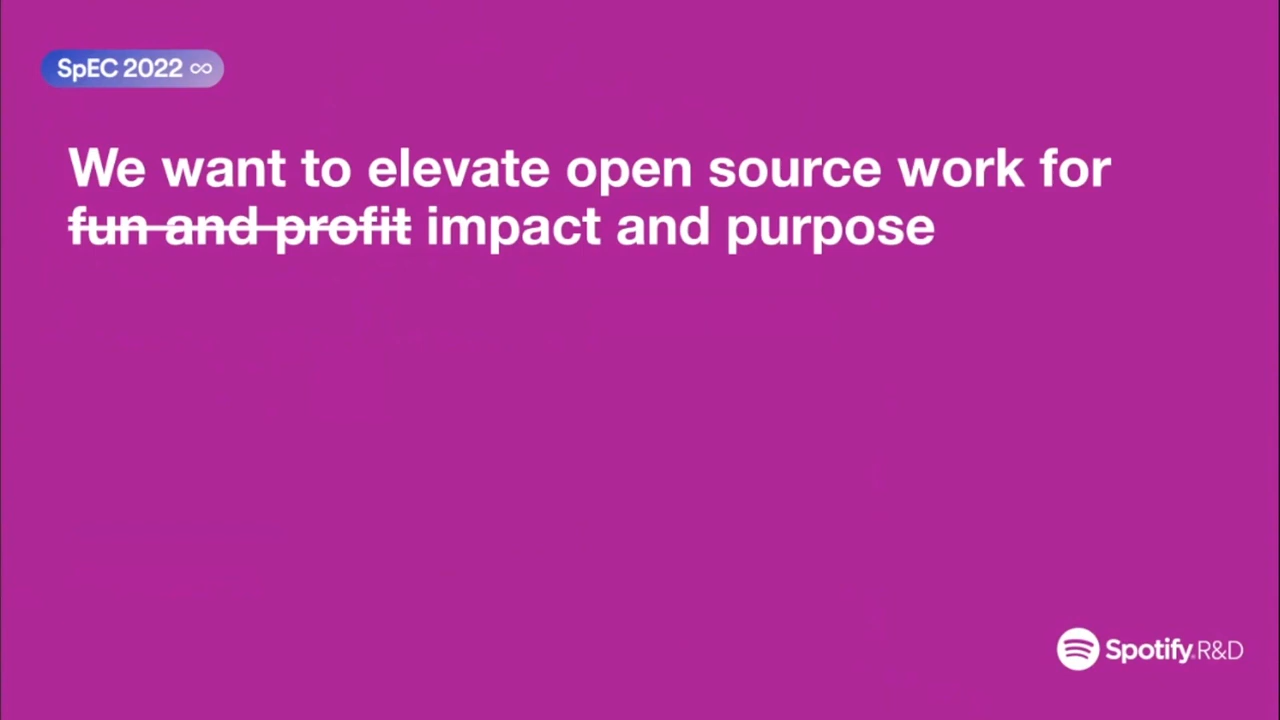 SpEC 2022 ∞
We want to elevate open source work for
fun and profit impact and purpose
Spotify R&D